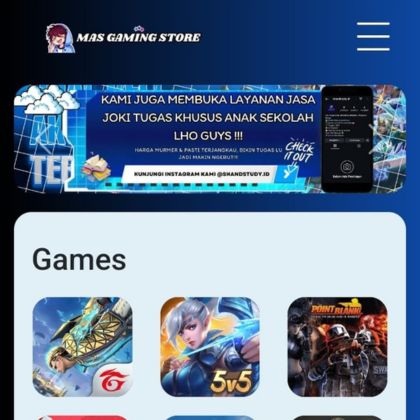 MAS GAMING STORE
KAMI JUGA MEMBUKA LAYANAN JASA
JOKI TUGAS KHUSUS ANAK SEKOLAH
LHO GUYS !!!
HARGA MURMER & PASTI TERJANGKAU, BIKIN TUGAS LU
JADI MAKIN NGEBUT!!
CHECK
IT OUT
KUNJUNGI INSTAGRAM KAMI @SHANDSTUDY.ID
Games
5v5
POINT BLANK